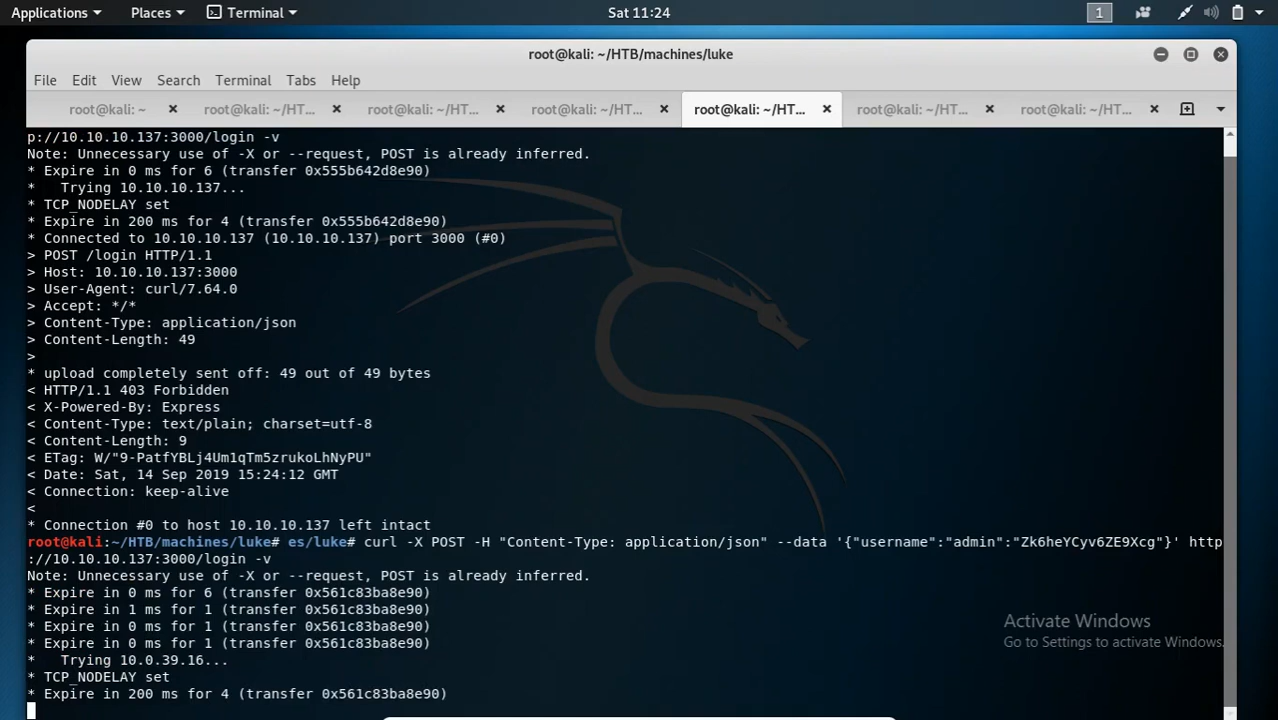 Applications Places Terminal Sat 11:24 1
root@kali: ~/HTB/machines/luke
File Edit View Search Terminal Tabs Help
root@kali: ~ root@kali: ~/HT... root@kali: ~/HT... root@kali: ~/HT... root@kali: ~/HT... root@kali: ~/HT... root@kali: ~/HT...
p://10.10.10.137:3000/login -v
Note: Unnecessary use of -X or --request, POST is already inferred.
* Expire in 0 ms for 6 (transfer 0x555b642d8e90)
*   Trying 10.10.10.137...
* TCP_NODELAY set
* Expire in 200 ms for 4 (transfer 0x555b642d8e90)
* Connected to 10.10.10.137 (10.10.10.137) port 3000 (#0)
> POST /login HTTP/1.1
> Host: 10.10.10.137:3000
> User-Agent: curl/7.64.0
> Accept: */*
> Content-Type: application/json
> Content-Length: 49
>
* upload completely sent off: 49 out of 49 bytes
< HTTP/1.1 403 Forbidden
< X-Powered-By: Express
< Content-Type: text/plain; charset=utf-8
< Content-Length: 9
< ETag: W/"9-PatfYBLj4Um1qTm5zrukoLhNyPU"
< Date: Sat, 14 Sep 2019 15:24:12 GMT
< Connection: keep-alive
<
* Connection #0 to host 10.10.10.137 left intact
root@kali:~/HTB/machines/luke# es/luke# curl -X POST -H "Content-Type: application/json" --data '{"username":"admin":"Zk6heYCyv6ZE9Xcg"}' http
://10.10.10.137:3000/login -v
Note: Unnecessary use of -X or --request, POST is already inferred.
* Expire in 0 ms for 6 (transfer 0x561c83ba8e90)
* Expire in 1 ms for 1 (transfer 0x561c83ba8e90)
* Expire in 0 ms for 1 (transfer 0x561c83ba8e90)
* Expire in 0 ms for 1 (transfer 0x561c83ba8e90)
*   Trying 10.0.39.16...
* TCP_NODELAY set
* Expire in 200 ms for 4 (transfer 0x561c83ba8e90)
Activate Windows
Go to Settings to activate Windows.